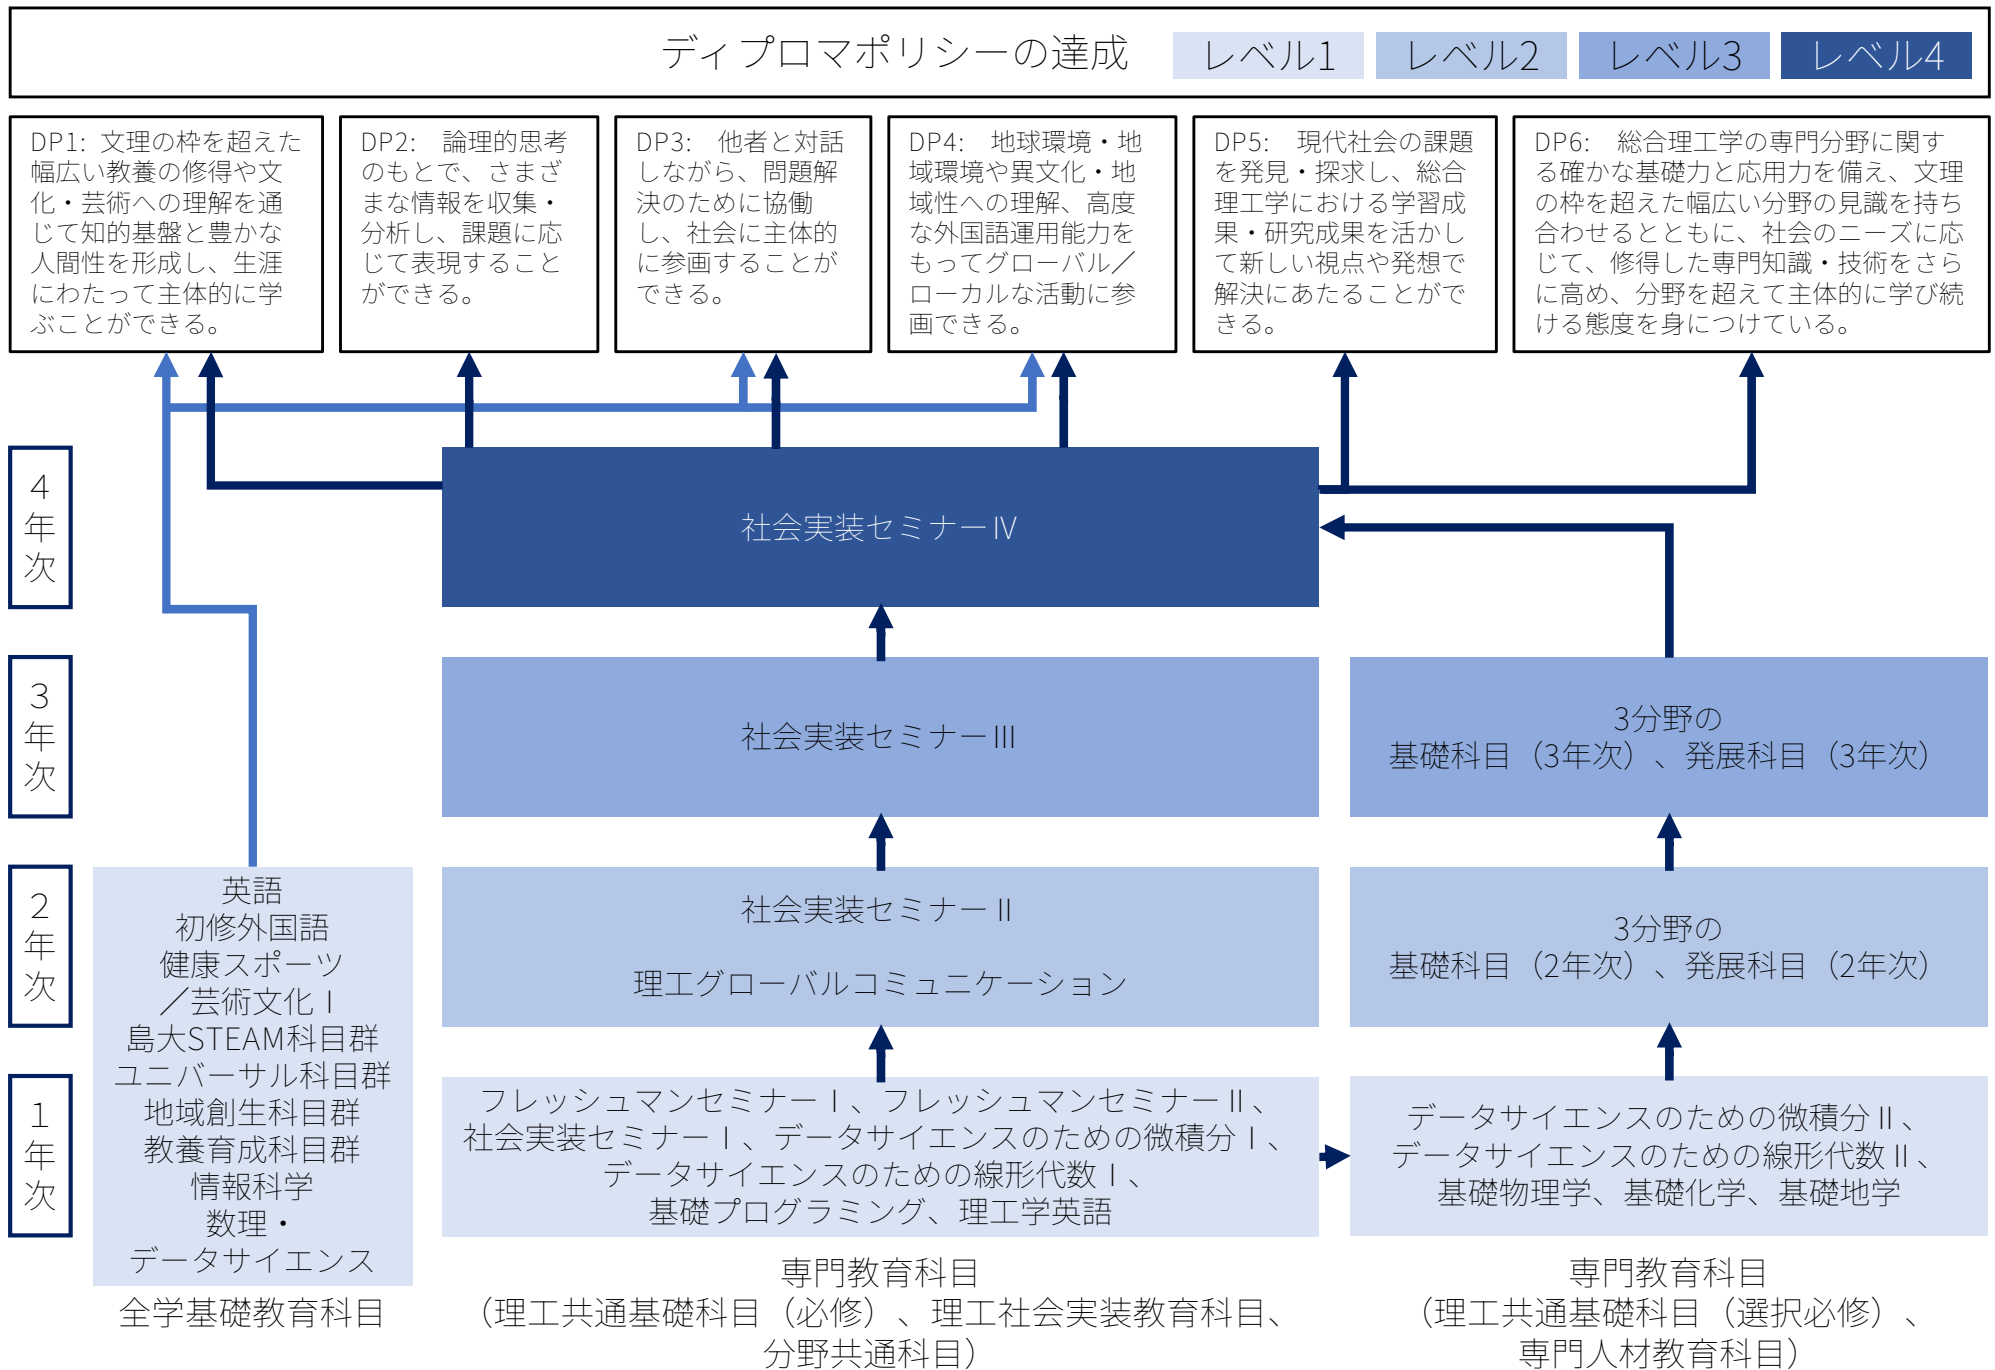 ディプロマポリシーの達成
レベル1
レベル2
レベル3
レベル4
DP1: 文理の枠を超えた
幅広い教養の修得や文
化・芸術への理解を通
じて知的基盤と豊かな
人間性を形成し、生涯
にわたって主体的に学
ぶことができる。
DP2: 論理的思考
のもとで、さまざ
まな情報を収集・
分析し、課題に応
じて表現すること
ができる。
DP3: 他者と対話
しながら、問題解
決のために協働
し、社会に主体的
に参画することが
できる。
DP4: 地球環境・地
域環境や異文化・地
域性への理解、高度
な外国語運用能力を
もってグローバル／
ローカルな活動に参
画できる。
DP5: 現代社会の課題
を発見・探求し、総合
理工学における学習成
果・研究成果を活かし
て新しい視点や発想で
解決にあたることがで
きる。
DP6: 総合理工学の専門分野に関す
る確かな基礎力と応用力を備え、文理
の枠を超えた幅広い分野の見識を持ち
合わせるとともに、社会のニーズに応
じて、修得した専門知識・技術をさら
に高め、分野を超えて主体的に学び続
ける態度を身につけている。
4年次
社会実装セミナーⅣ
3年次
社会実装セミナーⅢ
3分野の
基礎科目（3年次）、発展科目（3年次）
2年次
社会実装セミナーⅡ
理工グローバルコミュニケーション
3分野の
基礎科目（2年次）、発展科目（2年次）
1年次
英語
初修外国語
健康スポーツ
／芸術文化Ⅰ
島大STEAM科目群
ユニバーサル科目群
地域創生科目群
教養育成科目群
情報科学
数理・
データサイエンス
フレッシュマンセミナーⅠ、フレッシュマンセミナーⅡ、
社会実装セミナーⅠ、データサイエンスのための微積分Ⅰ、
データサイエンスのための線形代数Ⅰ、
基礎プログラミング、理工学英語
データサイエンスのための微積分Ⅱ、
データサイエンスのための線形代数Ⅱ、
基礎物理学、基礎化学、基礎地学
全学基礎教育科目
専門教育科目
（理工共通基礎科目（必修）、理工社会実装教育科目、
分野共通科目）
専門教育科目
（理工共通基礎科目（選択必修）、
専門人材教育科目）